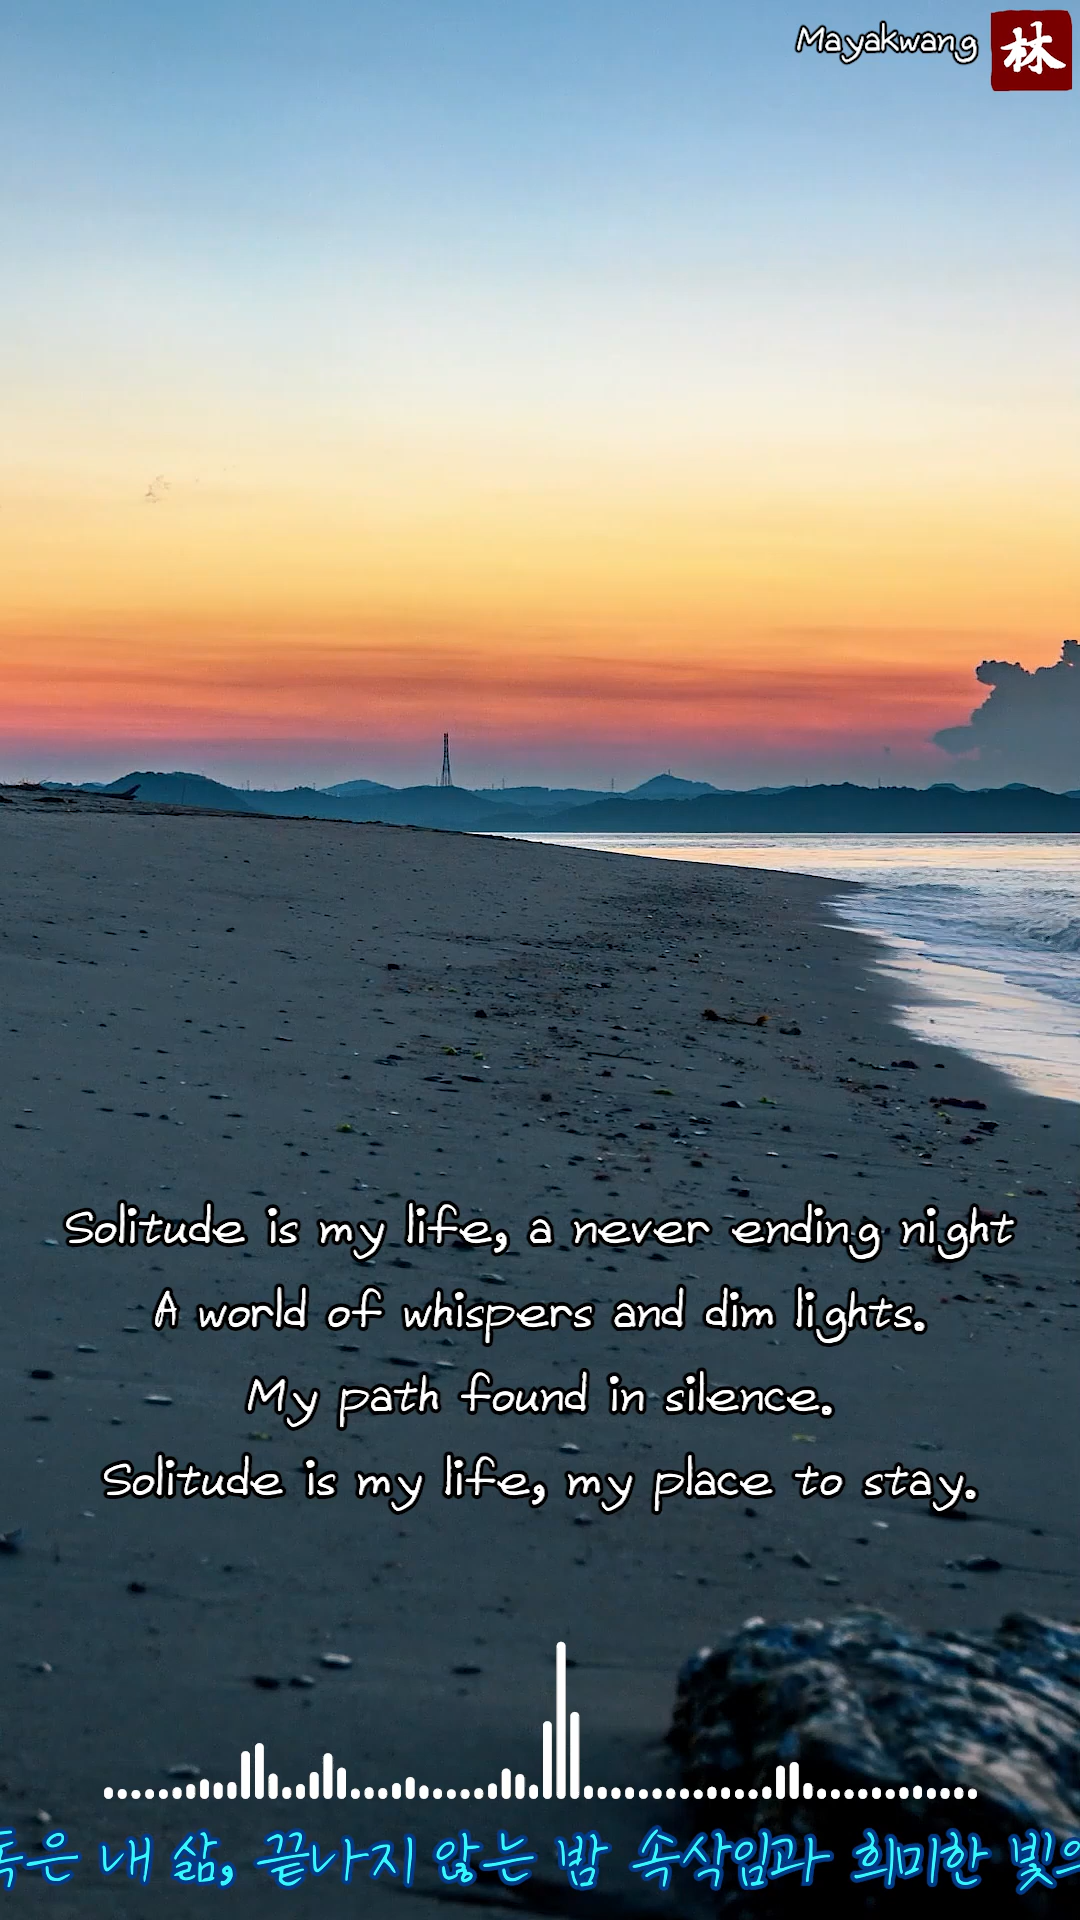 Mayakwang 林
Solitude is my life, a never ending night
A world of whispers and dim lights.
My path found in silence.
Solitude is my life, my place to stay.
은 내 삶, 끝나지 않는 밤 속삭임과 희미한